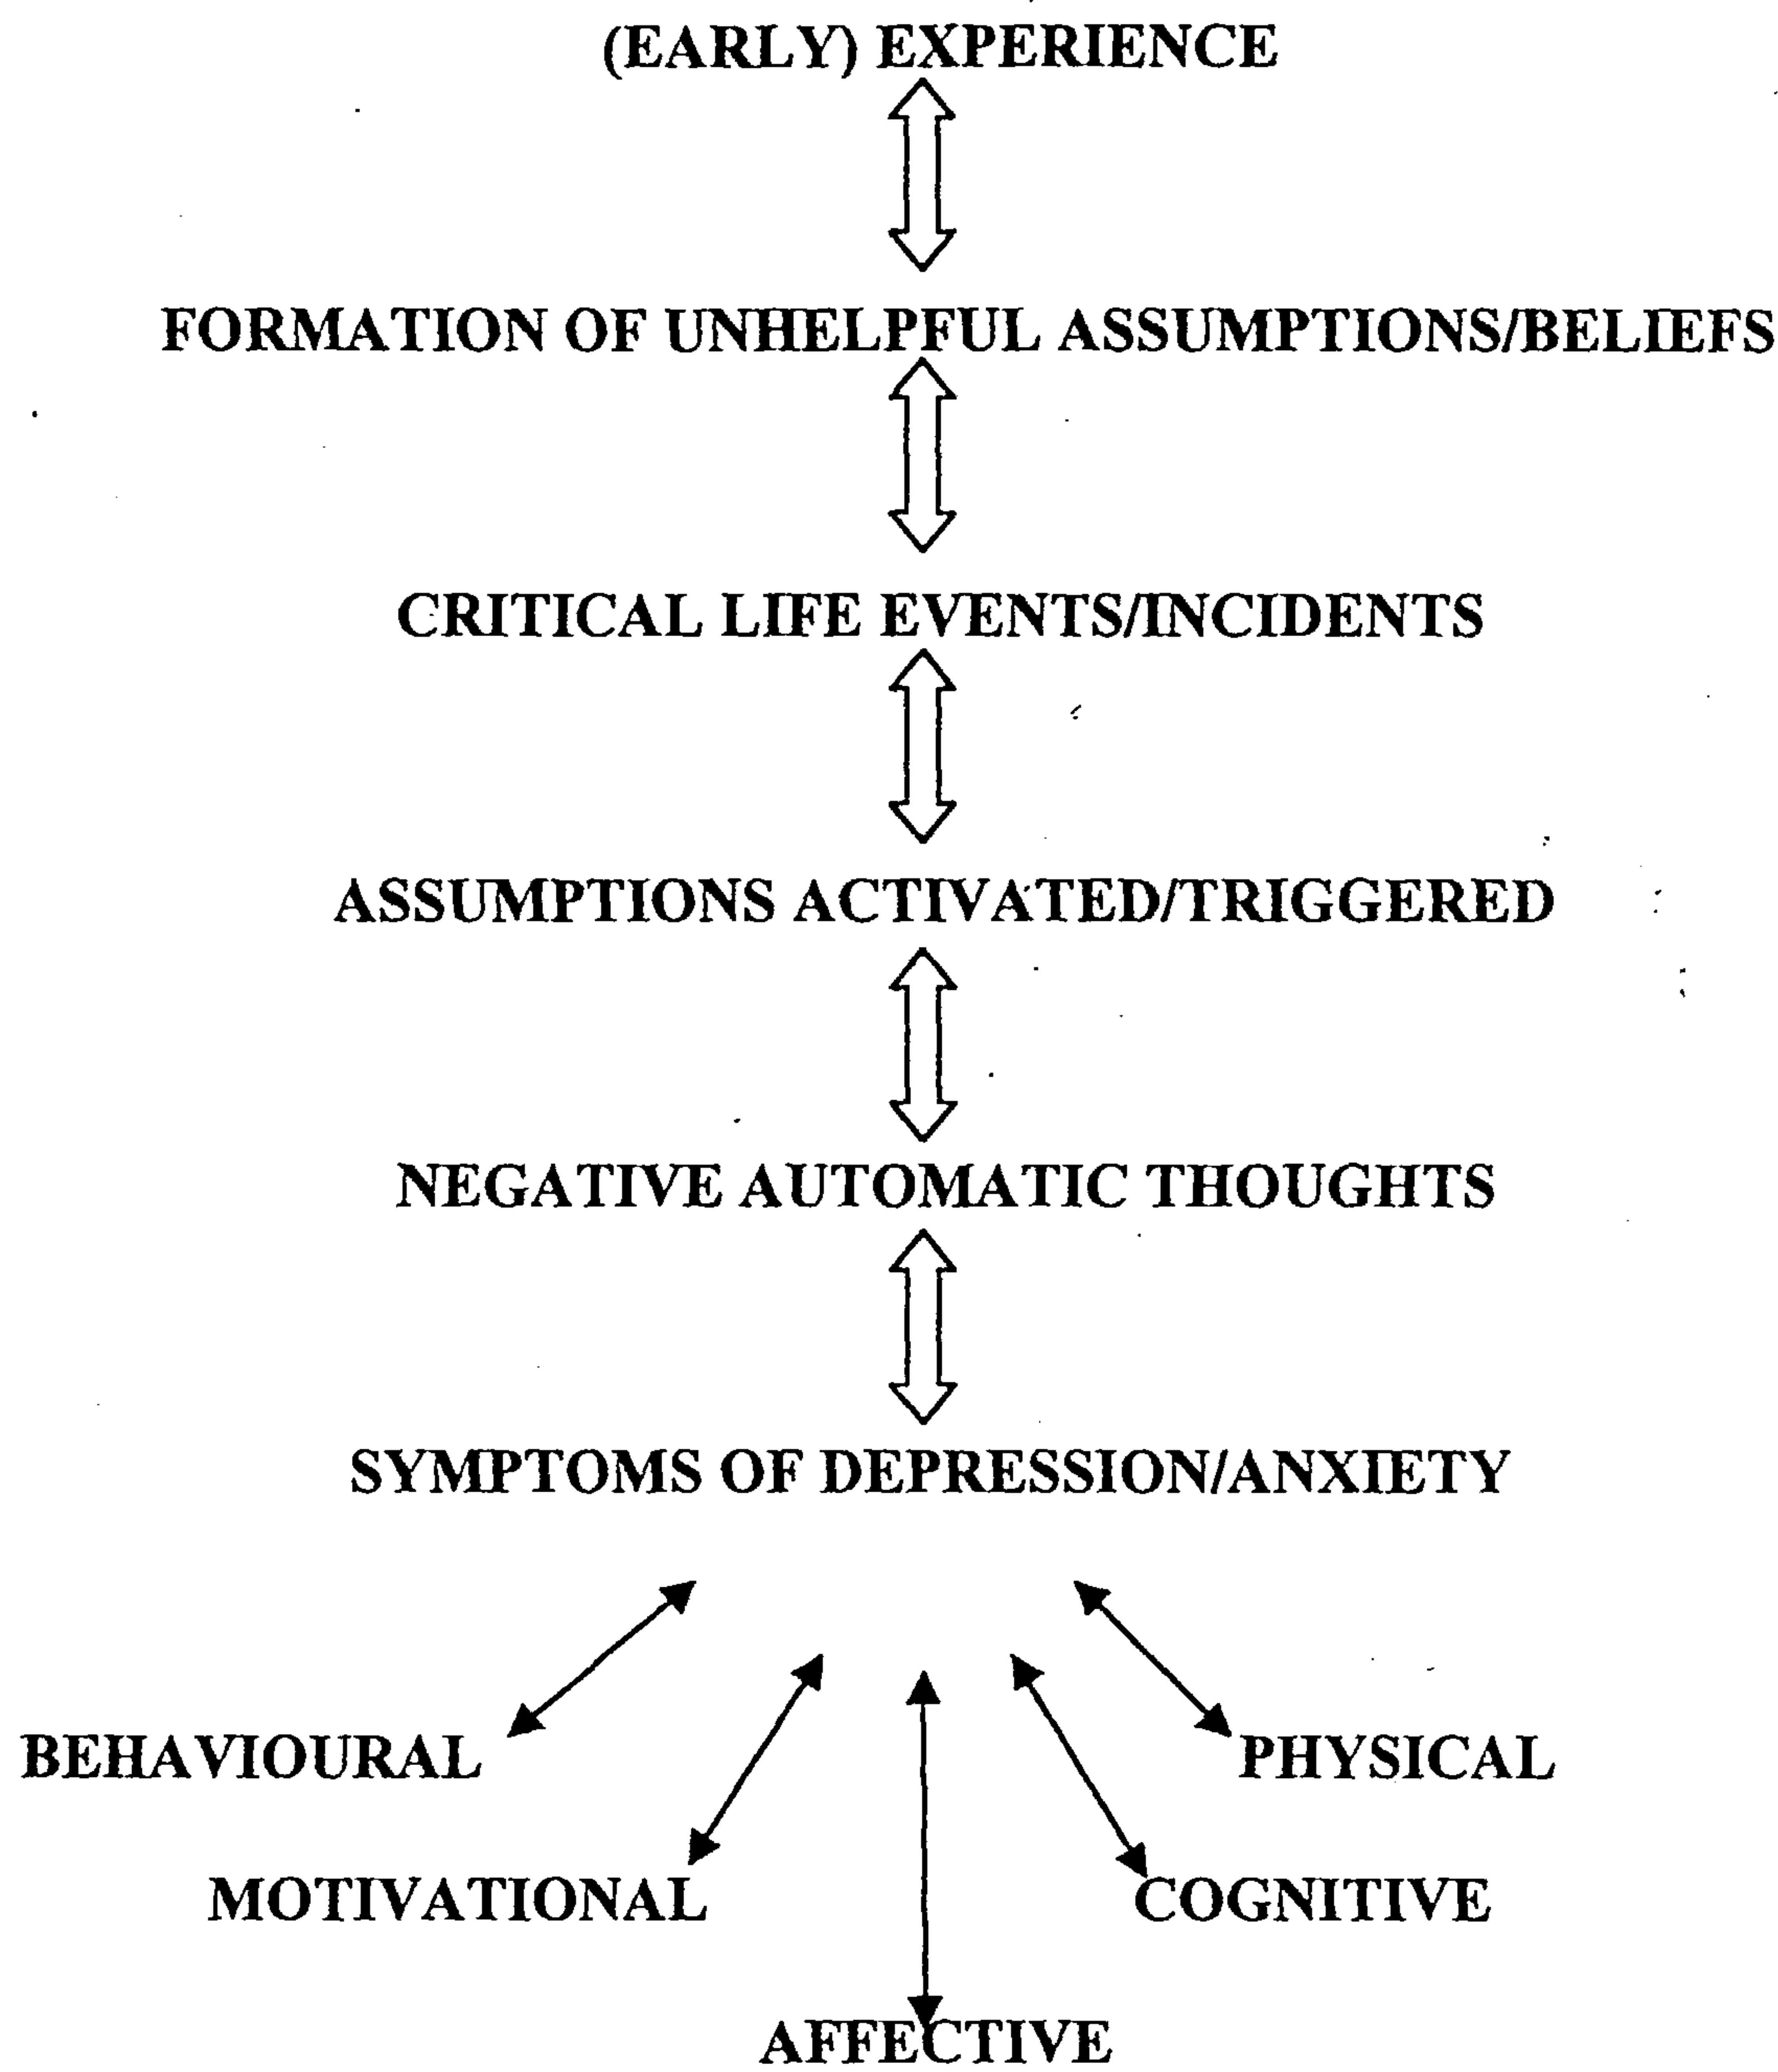 (EARLY) EXPERIENCE
FORMATION OF UNHELPFUL ASSUMPTIONS/BELIEFS
CRITICAL LIFE EVENTS/INCIDENTS
ASSUMPTIONS ACTIVATED/TRIGGERED
NEGATIVE AUTOMATIC THOUGHTS
SYMPTOMS OF DEPRESSION/ANXIETY
BEHAVIOURAL
PHYSICAL
MOTIVATIONAL
COGNITIVE
AFFECTIVE